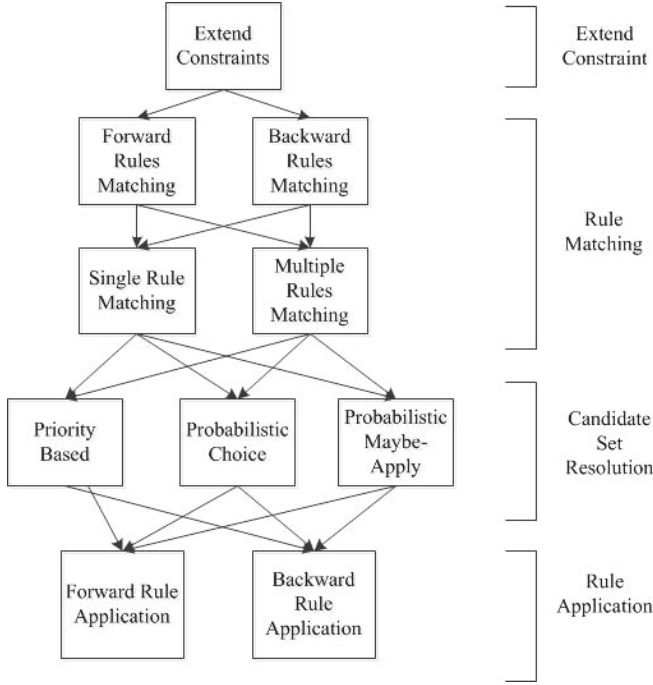 Extend
Constraints
Extend
Constraint
Forward
Rules
Matching
Backward
Rules
Matching
Rule
Matching
Single Rule
Matching
Multiple
Rules
Matching
Priority
Based
Probabilistic
Choice
Probabilistic
Maybe-
Apply
Candidate
Set
Resolution
Forward Rule
Application
Backward
Rule
Application
Rule
Application